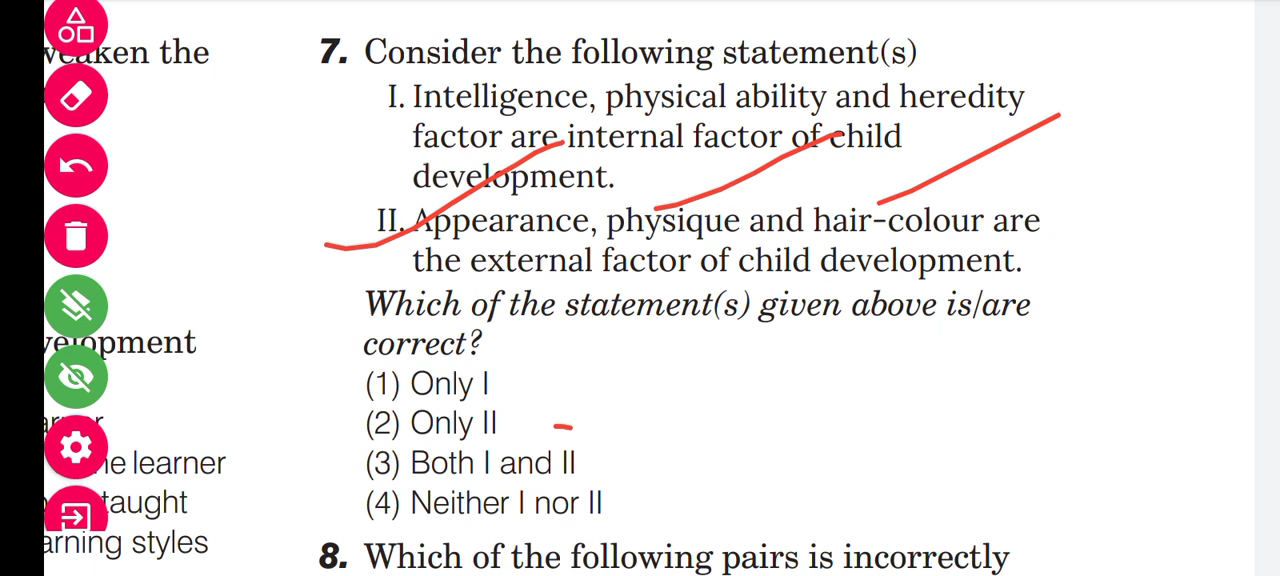 weaken the
velopment
he learner
taught
arning styles
7. Consider the following statement(s)
I. Intelligence, physical ability and heredity
factor are internal factor of child
development.
II. Appearance, physique and hair-colour are
the external factor of child development.
Which of the statement(s) given above is/are
correct?
(1) Only I
(2) Only II
(3) Both I and II
(4) Neither I nor II
8. Which of the following pairs is incorrectly